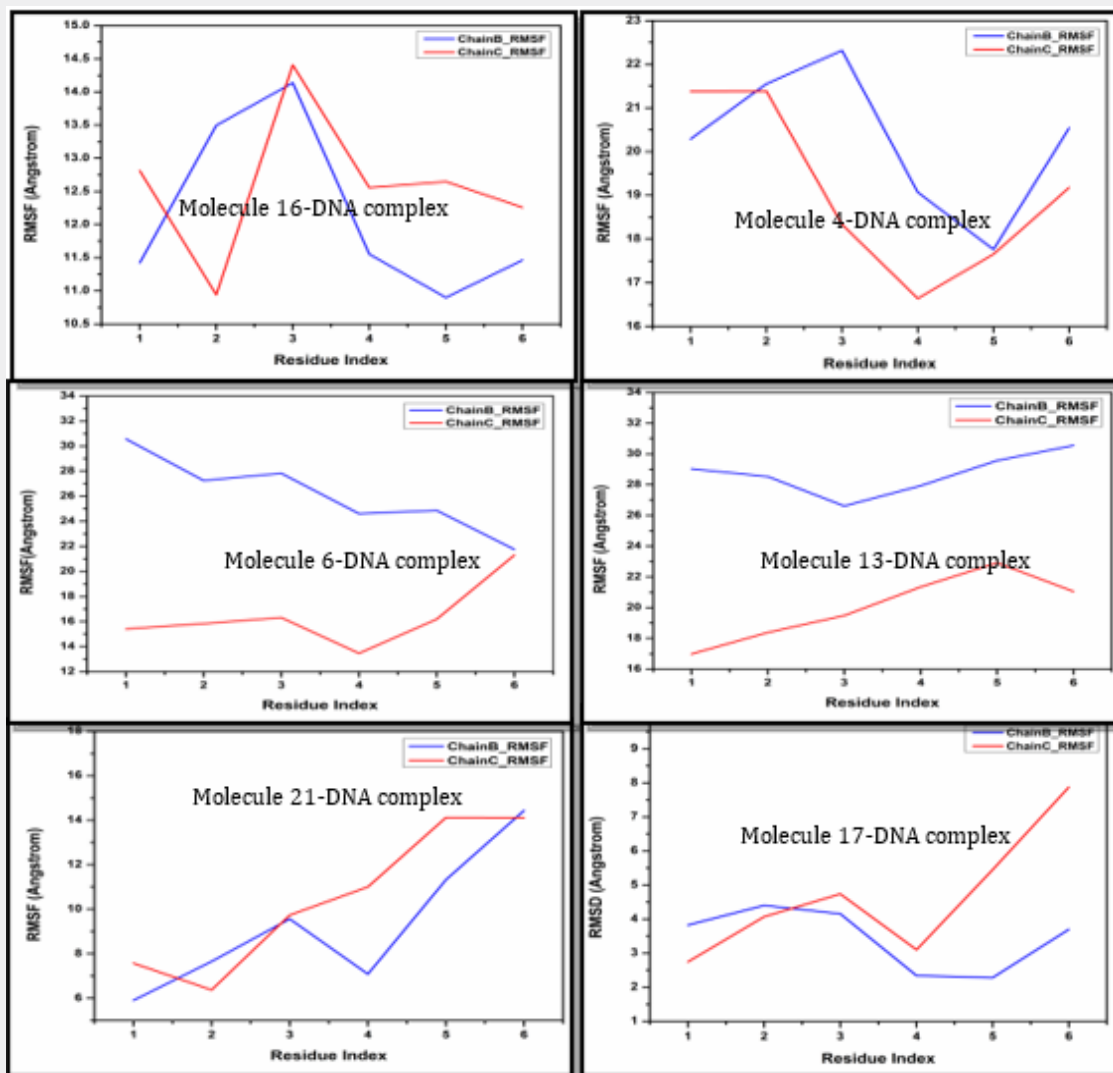 15.0
14.5
14.0
13.5
13.0
12.5
12.0
11.5
11.0
10.5
RMSF (Angstrom)
ChainB_RMSF
ChainC_RMSF
Molecule 16-DNA complex
1 2 3 4 5 6
Residue Index
23
22
21
20
19
18
17
16
RMSF (Angstrom)
ChainB_RMSF
ChainC_RMSF
Molecule 4-DNA complex
1 2 3 4 5 6
Residue Index
34
32
30
28
26
24
22
20
18
16
14
12
RMSF(Angstrom)
ChainB_RMSF
ChainC_RMSF
Molecule 6-DNA complex
1 2 3 4 5 6
Residue Index
34
32
30
28
26
24
22
20
18
16
RMSF (Angstrom)
ChainB_RMSF
ChainC_RMSF
Molecule 13-DNA complex
1 2 3 4 5 6
Residue Index
18
16
14
12
10
8
6
RMSF (Angstrom)
ChainB_RMSF
ChainC_RMSF
Molecule 21-DNA complex
1 2 3 4 5 6
Residue Index
9
8
7
6
5
4
3
2
1
RMSD (Angstrom)
ChainB_RMSF
ChainC_RMSF
Molecule 17-DNA complex
1 2 3 4 5 6
Residue Index